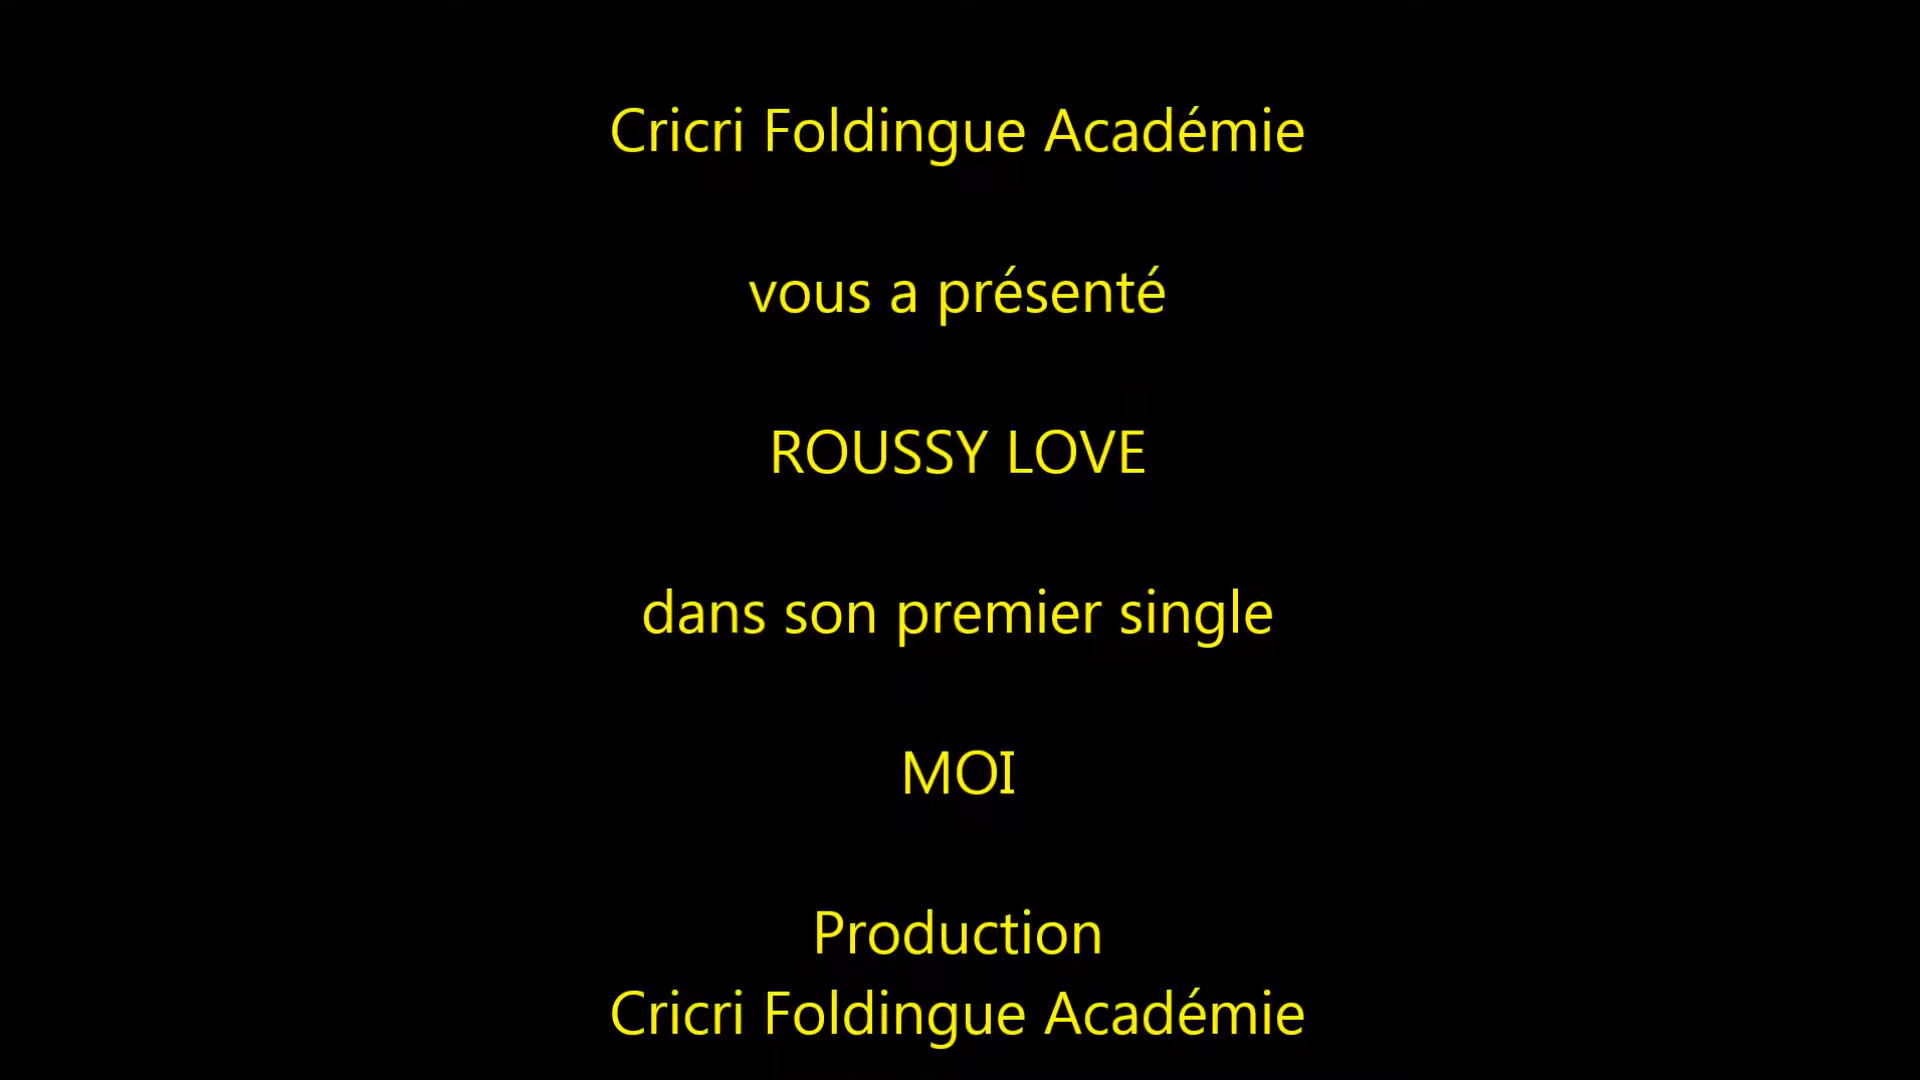 Cricri Foldingue Académie
vous a présenté
ROUSSY LOVE
dans son premier single
MOI
Production
Cricri Foldingue Académie